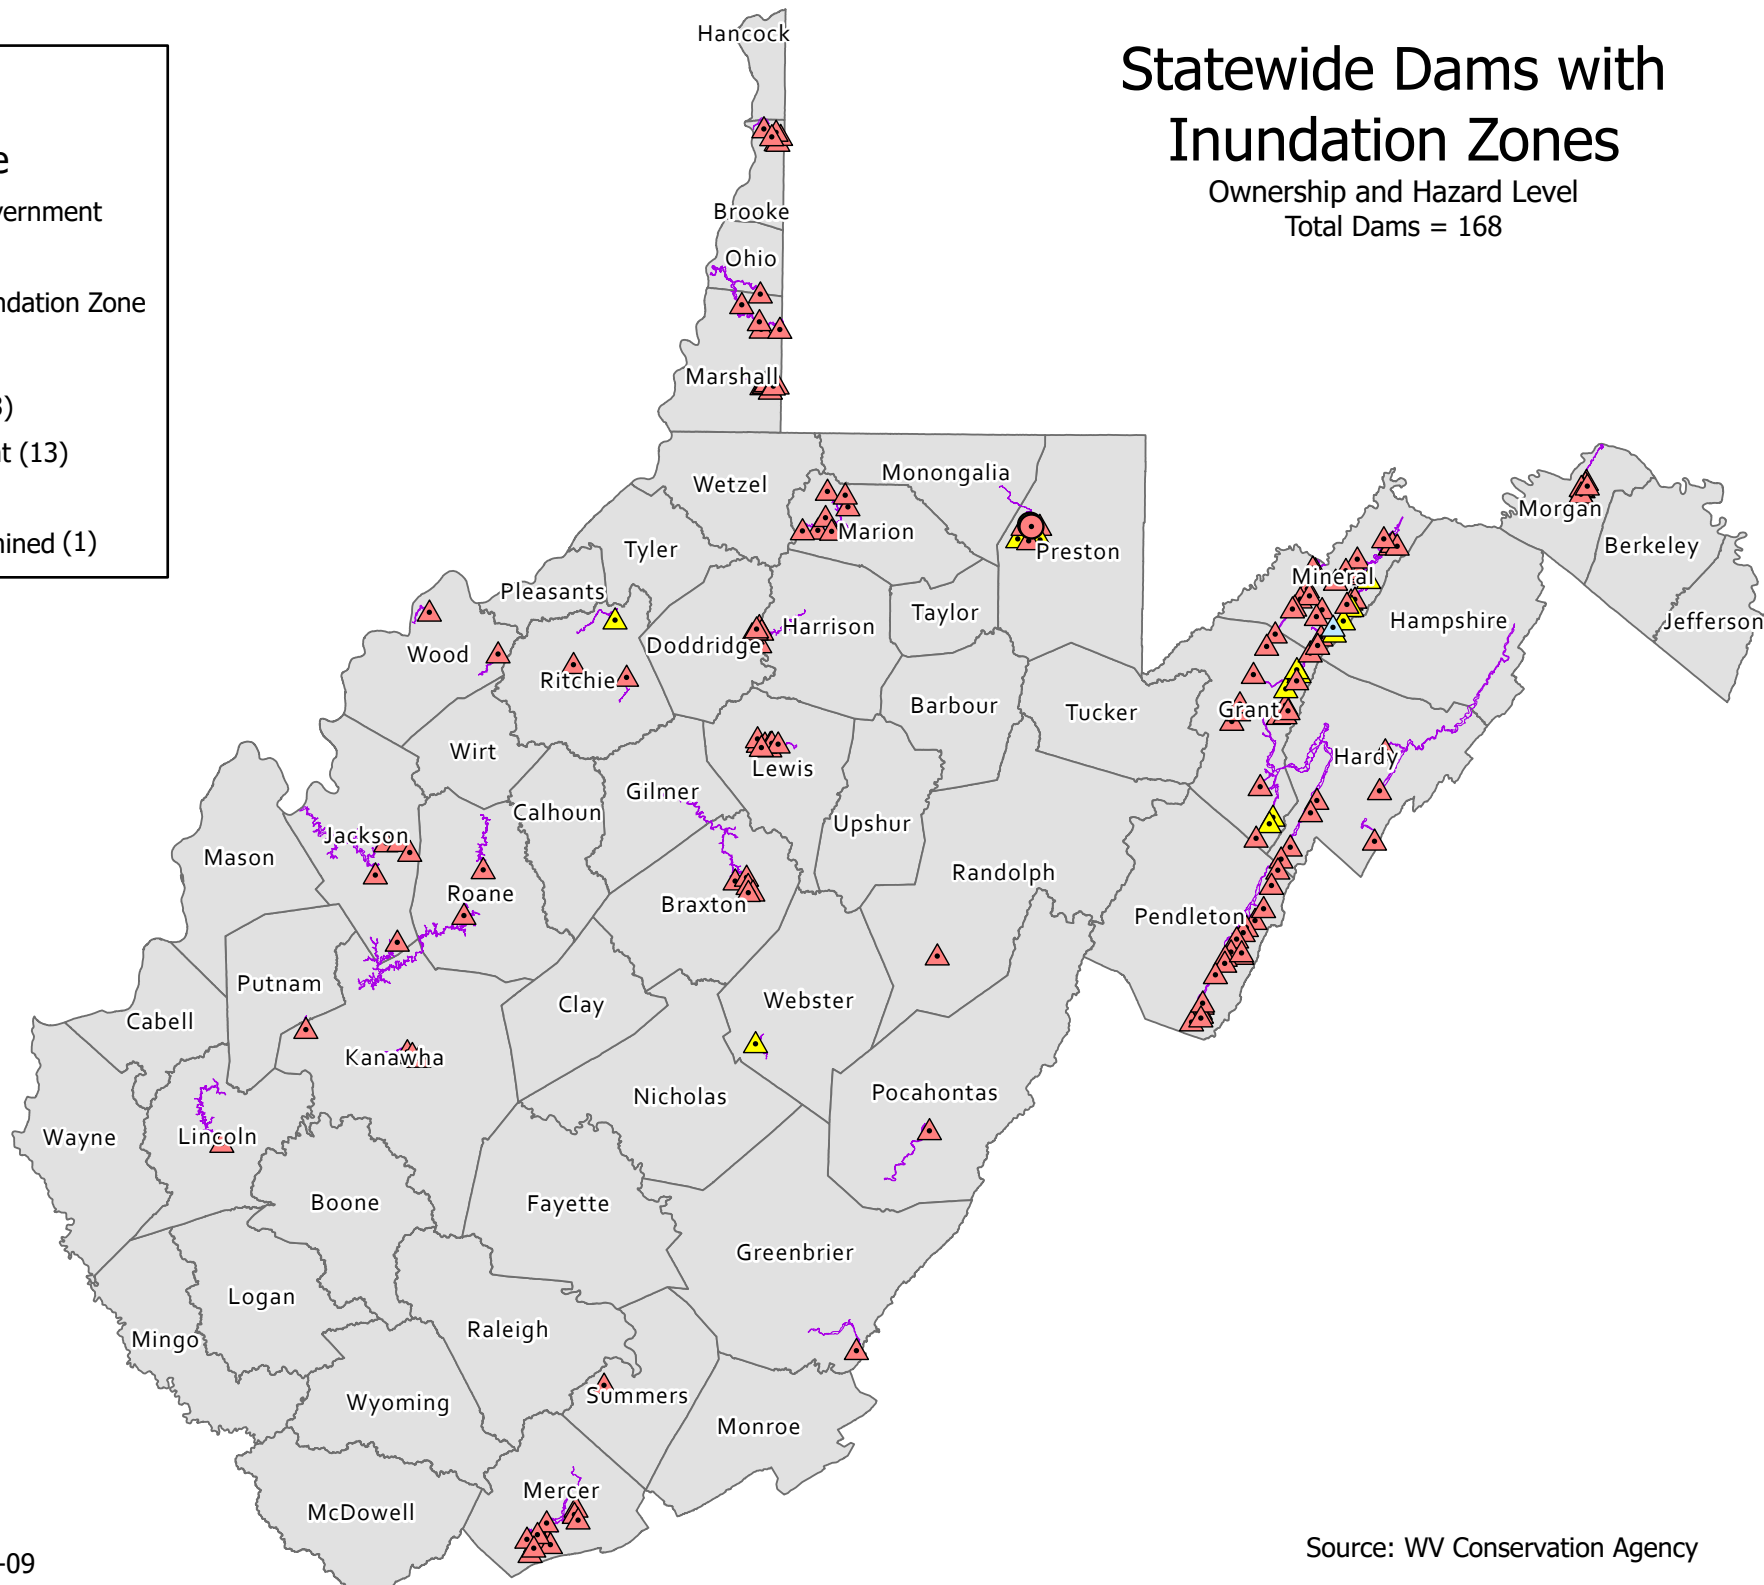 Statewide Dams with
Inundation Zones
Ownership and Hazard Level
Total Dams = 168
e
vernment
ndation Zone
3)
t (13)
nined (1)
Hancock
Brooke
Ohio
Marshall
Wetzel
Monongalia
Marion
Preston
Morgan
Berkeley
Jefferson
Tyler
Pleasants
Mineral
Hampshire
Taylor
Harrison
Doddridge
Wood
Ritchie
Barbour
Tucker
Grant
Hardy
Wirt
Lewis
Gilmer
Calhoun
Upshur
Jackson
Mason
Roane
Braxton
Randolph
Pendleton
Putnam
Clay
Webster
Cabell
Kanawha
Nicholas
Pocahontas
Wayne
Lincoln
Boone
Fayette
Greenbrier
Logan
Raleigh
Mingo
Wyoming
Summers
Monroe
Mercer
McDowell
-09
Source: WV Conservation Agency